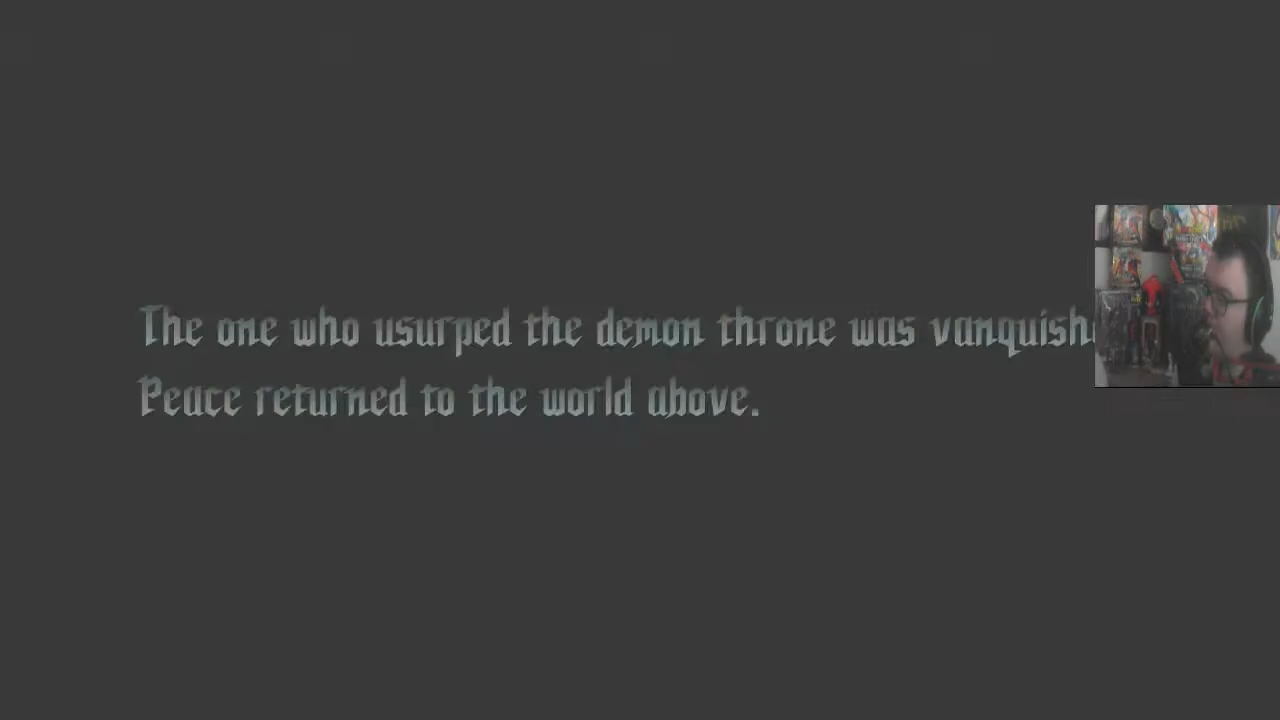 The one who usurped the demon throne was vanquish
Peace returned to the world above.